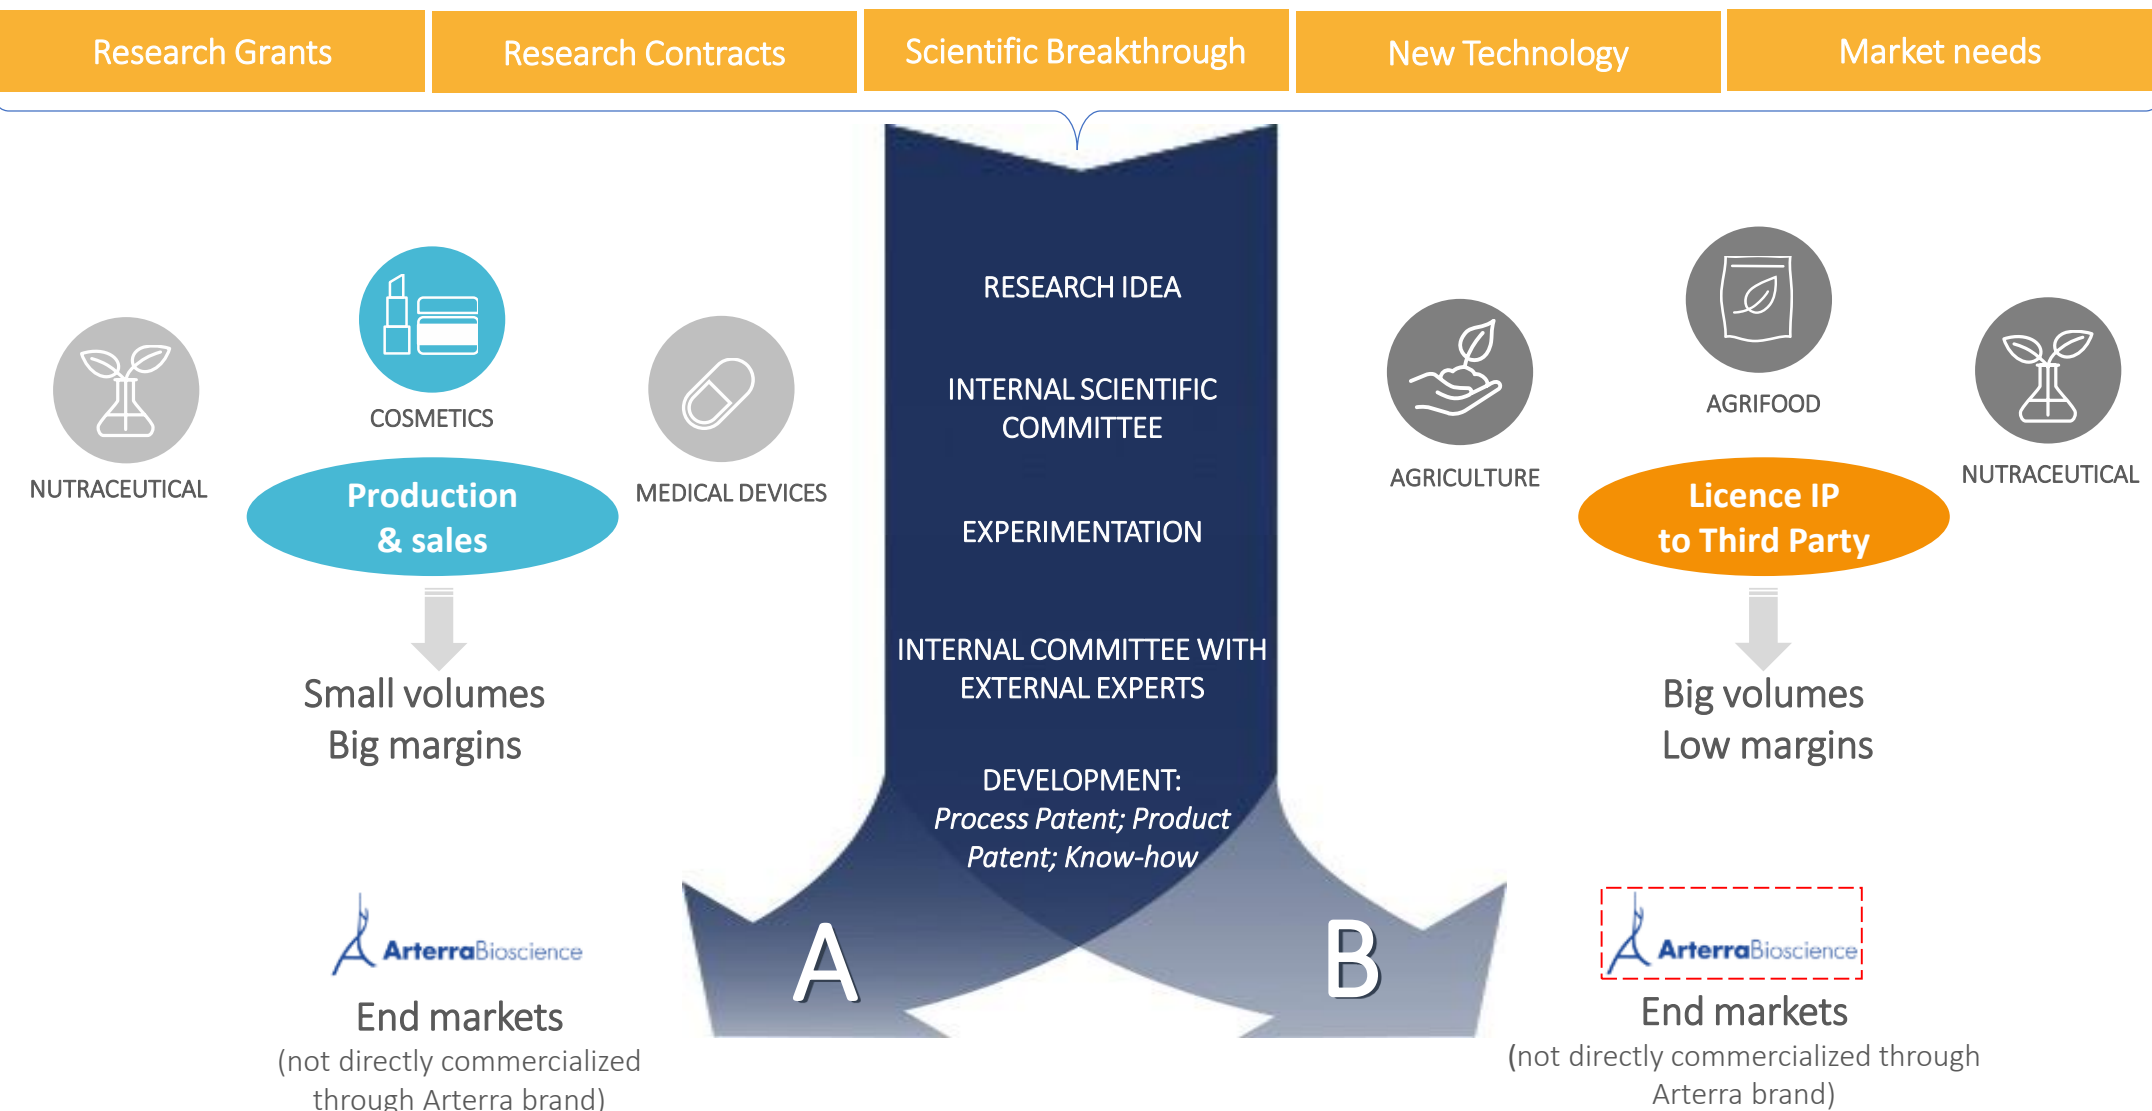 Research Grants
Research Contracts
Scientific Breakthrough
New Technology
Market needs
NUTRACEUTICAL
COSMETICS
MEDICAL DEVICES
Production
& sales
Small volumes
Big margins
ArterraBioscience
End markets
(not directly commercialized
through Arterra brand)
RESEARCH IDEA
INTERNAL SCIENTIFIC
COMMITTEE
EXPERIMENTATION
INTERNAL COMMITTEE WITH
EXTERNAL EXPERTS
DEVELOPMENT:
Process Patent; Product
Patent; Know-how
A
B
AGRICULTURE
AGRIFOOD
NUTRACEUTICAL
Licence IP
to Third Party
Big volumes
Low margins
ArterraBioscience
End markets
(not directly commercialized through
Arterra brand)